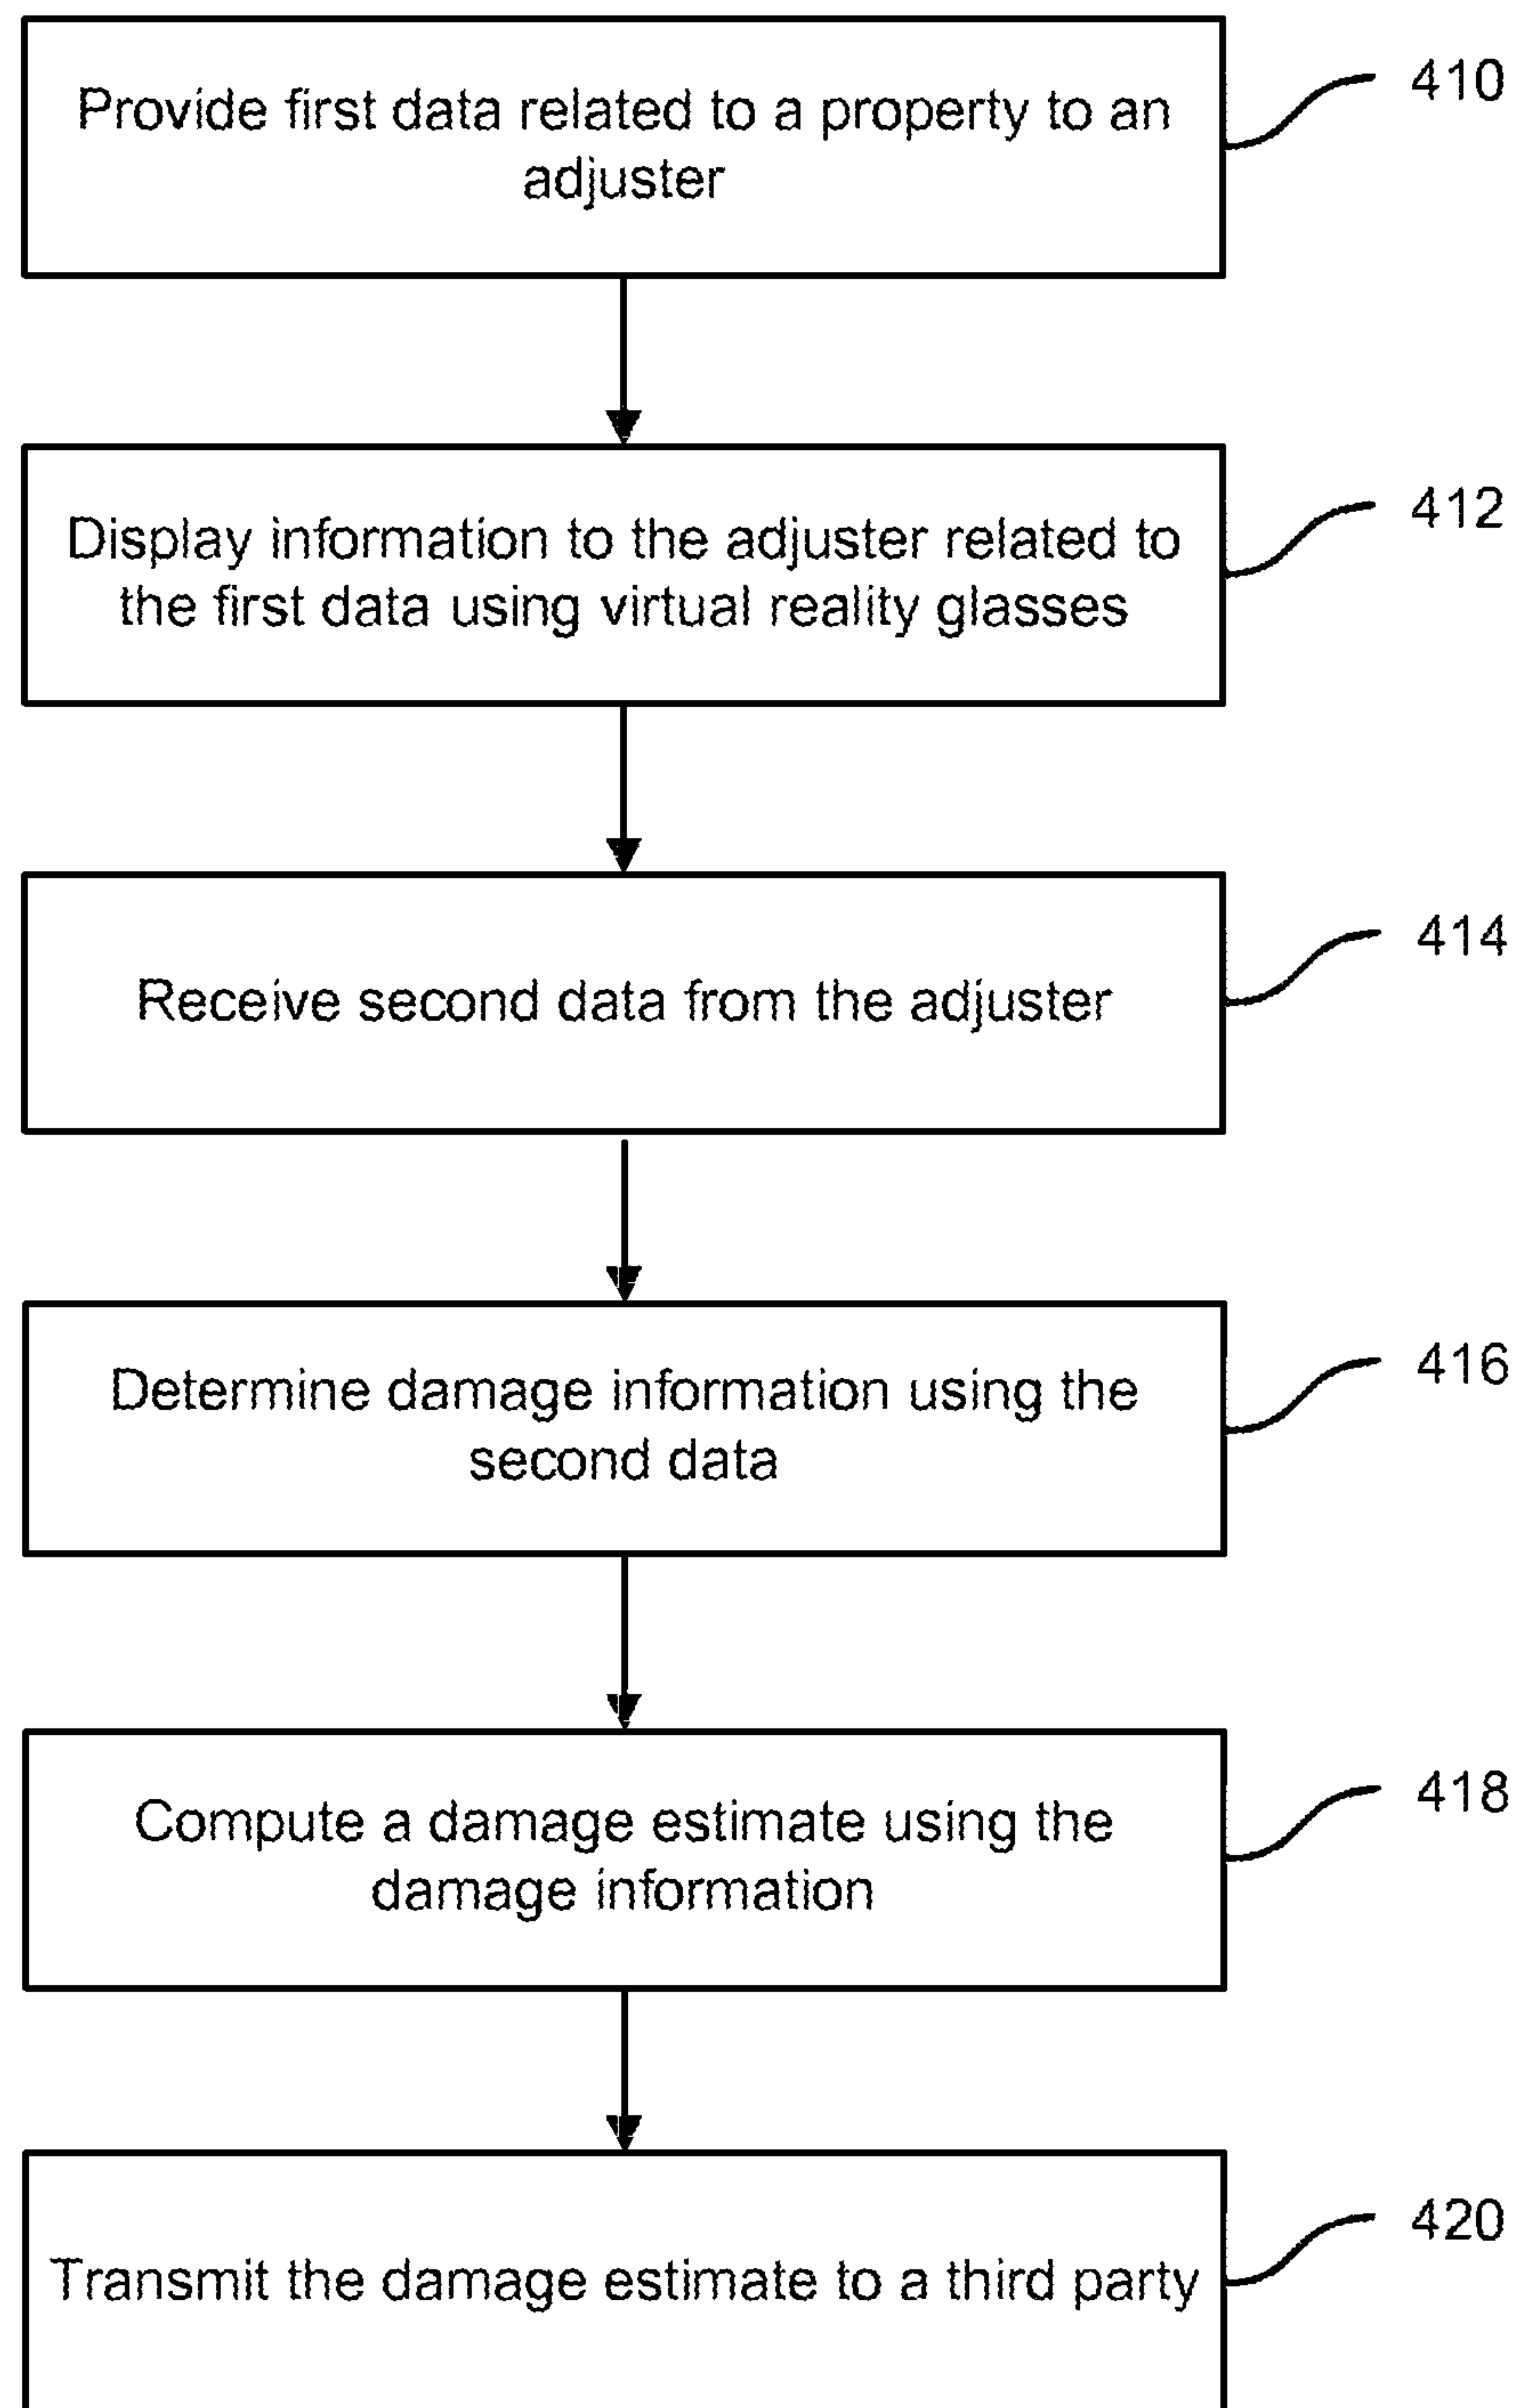 Provide first data related to a property to an
adjuster
410
Display information to the adjuster related to
the first data using virtual reality glasses
412
Receive second data from the adjuster
414
Determine damage information using the
second data
416
Compute a damage estimate using the
damage information
418
Transmit the damage estimate to a third party
420